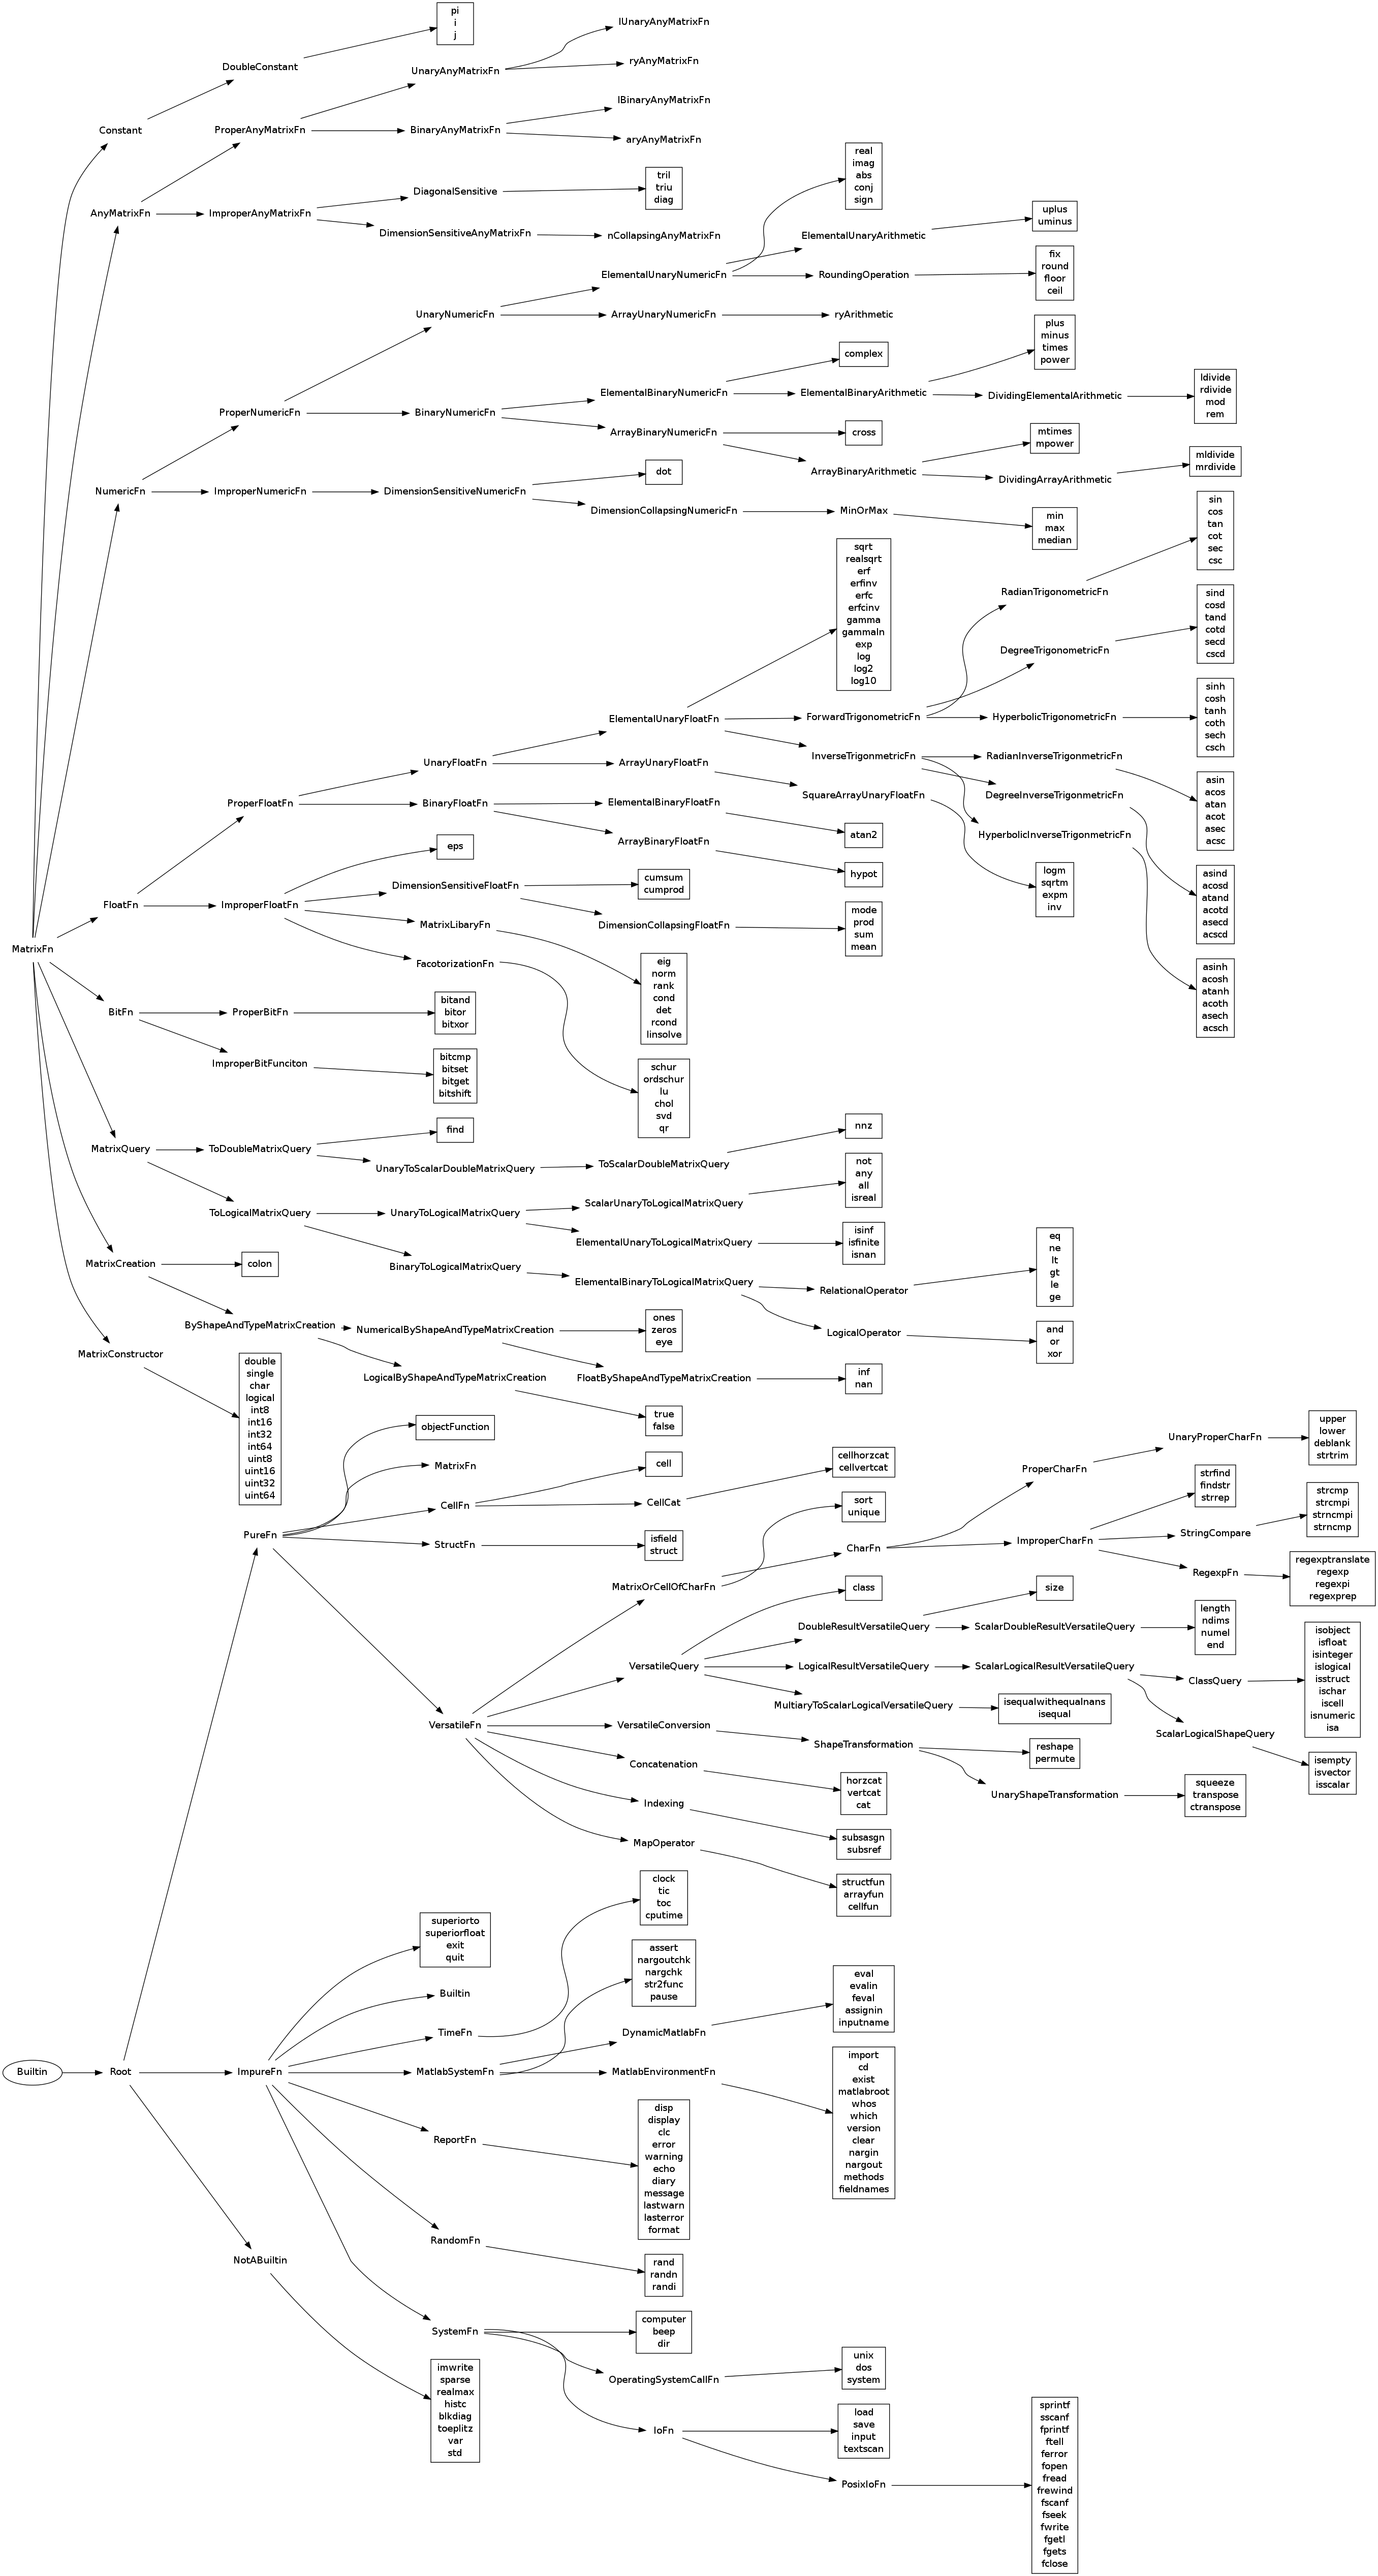 pi
i
j
lUnaryAnyMatrixFn
DoubleConstant
UnaryAnyMatrixFn
ryAnyMatrixFn
Constant
ProperAnyMatrixFn
BinaryAnyMatrixFn
lBinaryAnyMatrixFn
aryAnyMatrixFn
AnyMatrixFn
ImproperAnyMatrixFn
DiagonalSensitive
tril
triu
diag
DimensionSensitiveAnyMatrixFn
nCollapsingAnyMatrixFn
real
imag
abs
conj
sign
ElementalUnaryArithmetic
uplus
uminus
ElementalUnaryNumericFn
RoundingOperation
fix
round
floor
ceil
UnaryNumericFn
ArrayUnaryNumericFn
ryArithmetic
plus
minus
times
power
complex
ProperNumericFn
BinaryNumericFn
ElementalBinaryNumericFn
ElementalBinaryArithmetic
DividingElementalArithmetic
ldivide
rdivide
mod
rem
ArrayBinaryNumericFn
cross
mtimes
mpower
ArrayBinaryArithmetic
DividingArrayArithmetic
mldivide
mrdivide
NumericFn
ImproperNumericFn
DimensionSensitiveNumericFn
dot
DimensionCollapsingNumericFn
MinOrMax
min
max
median
sqrt
realsqrt
erf
erfinv
erfc
erfcinv
gamma
gammaln
exp
log
log2
log10
RadianTrigonometricFn
sin
cos
tan
cot
sec
csc
DegreeTrigonometricFn
sind
cosd
tand
cotd
secd
cscd
ElementalUnaryFloatFn
ForwardTrigonometricFn
HyperbolicTrigonometricFn
sinh
cosh
tanh
coth
sech
csch
UnaryFloatFn
ArrayUnaryFloatFn
InverseTrigonmetricFn
RadianInverseTrigonmetricFn
asin
acos
atan
acot
asec
acsc
SquareArrayUnaryFloatFn
DegreeInverseTrigonmetricFn
ProperFloatFn
BinaryFloatFn
ElementalBinaryFloatFn
atan2
HyperbolicInverseTrigonmetricFn
ArrayBinaryFloatFn
hypot
logm
sqrtm
expm
inv
asind
acosd
atand
acotd
asecd
acscd
eps
FloatFn
ImproperFloatFn
DimensionSensitiveFloatFn
cumsum
cumprod
DimensionCollapsingFloatFn
mode
prod
sum
mean
MatrixLibaryFn
FacotorizationFn
eig
norm
rank
cond
det
rcond
linsolve
asinh
acosh
atanh
acoth
asech
acsch
MatrixFn
BitFn
ProperBitFn
bitand
bitor
bitxor
ImproperBitFunciton
bitcmp
bitset
bitget
bitshift
schur
ordschur
lu
chol
svd
qr
MatrixQuery
ToDoubleMatrixQuery
find
UnaryToScalarDoubleMatrixQuery
ToScalarDoubleMatrixQuery
nnz
ToLogicalMatrixQuery
UnaryToLogicalMatrixQuery
ScalarUnaryToLogicalMatrixQuery
not
any
all
isreal
ElementalUnaryToLogicalMatrixQuery
isinf
isfinite
isnan
BinaryToLogicalMatrixQuery
ElementalBinaryToLogicalMatrixQuery
RelationalOperator
eq
ne
lt
gt
le
ge
LogicalOperator
and
or
xor
MatrixCreation
colon
ByShapeAndTypeMatrixCreation
NumericalByShapeAndTypeMatrixCreation
ones
zeros
eye
FloatByShapeAndTypeMatrixCreation
inf
nan
LogicalByShapeAndTypeMatrixCreation
true
false
MatrixConstructor
double
single
char
logical
int8
int16
int32
int64
uint8
uint16
uint32
uint64
PureFn
objectFunction
MatrixFn
CellFn
cell
CellCat
cellhorzcat
cellvertcat
StructFn
isfield
struct
MatrixOrCellOfCharFn
sort
unique
CharFn
ProperCharFn
UnaryProperCharFn
upper
lower
deblank
strtrim
ImproperCharFn
strfind
findstr
strrep
StringCompare
strcmp
strcmpi
strncmpi
strncmp
RegexpFn
regexptranslate
regexp
regexpi
regexprep
VersatileFn
VersatileQuery
class
DoubleResultVersatileQuery
size
ScalarDoubleResultVersatileQuery
length
ndims
numel
end
LogicalResultVersatileQuery
ScalarLogicalResultVersatileQuery
ClassQuery
isobject
isfloat
isinteger
islogical
isstruct
ischar
iscell
isnumeric
isa
MultiaryToScalarLogicalVersatileQuery
isequalwithequalnans
isequal
ScalarLogicalShapeQuery
isempty
isvector
isscalar
VersatileConversion
ShapeTransformation
reshape
permute
UnaryShapeTransformation
squeeze
transpose
ctranspose
Concatenation
horzcat
vertcat
cat
Indexing
subsasgn
subsref
MapOperator
structfun
arrayfun
cellfun
Builtin
Root
ImpureFn
superiorto
superiorfloat
exit
quit
Builtin
TimeFn
clock
tic
toc
cputime
MatlabSystemFn
assert
nargoutchk
nargchk
str2func
pause
DynamicMatlabFn
eval
evalin
feval
assignin
inputname
MatlabEnvironmentFn
import
cd
exist
matlabroot
whos
which
version
clear
nargin
nargout
methods
fieldnames
ReportFn
disp
display
clc
error
warning
echo
diary
message
lastwarn
lasterror
format
RandomFn
rand
randn
randi
NotABuiltin
imwrite
sparse
realmax
histc
blkdiag
toeplitz
var
std
SystemFn
computer
beep
dir
OperatingSystemCallFn
unix
dos
system
IoFn
load
save
input
textscan
PosixIoFn
sprintf
sscanf
fprintf
ftell
ferror
fopen
fread
frewind
fscanf
fseek
fwrite
fgetl
fgets
fclose